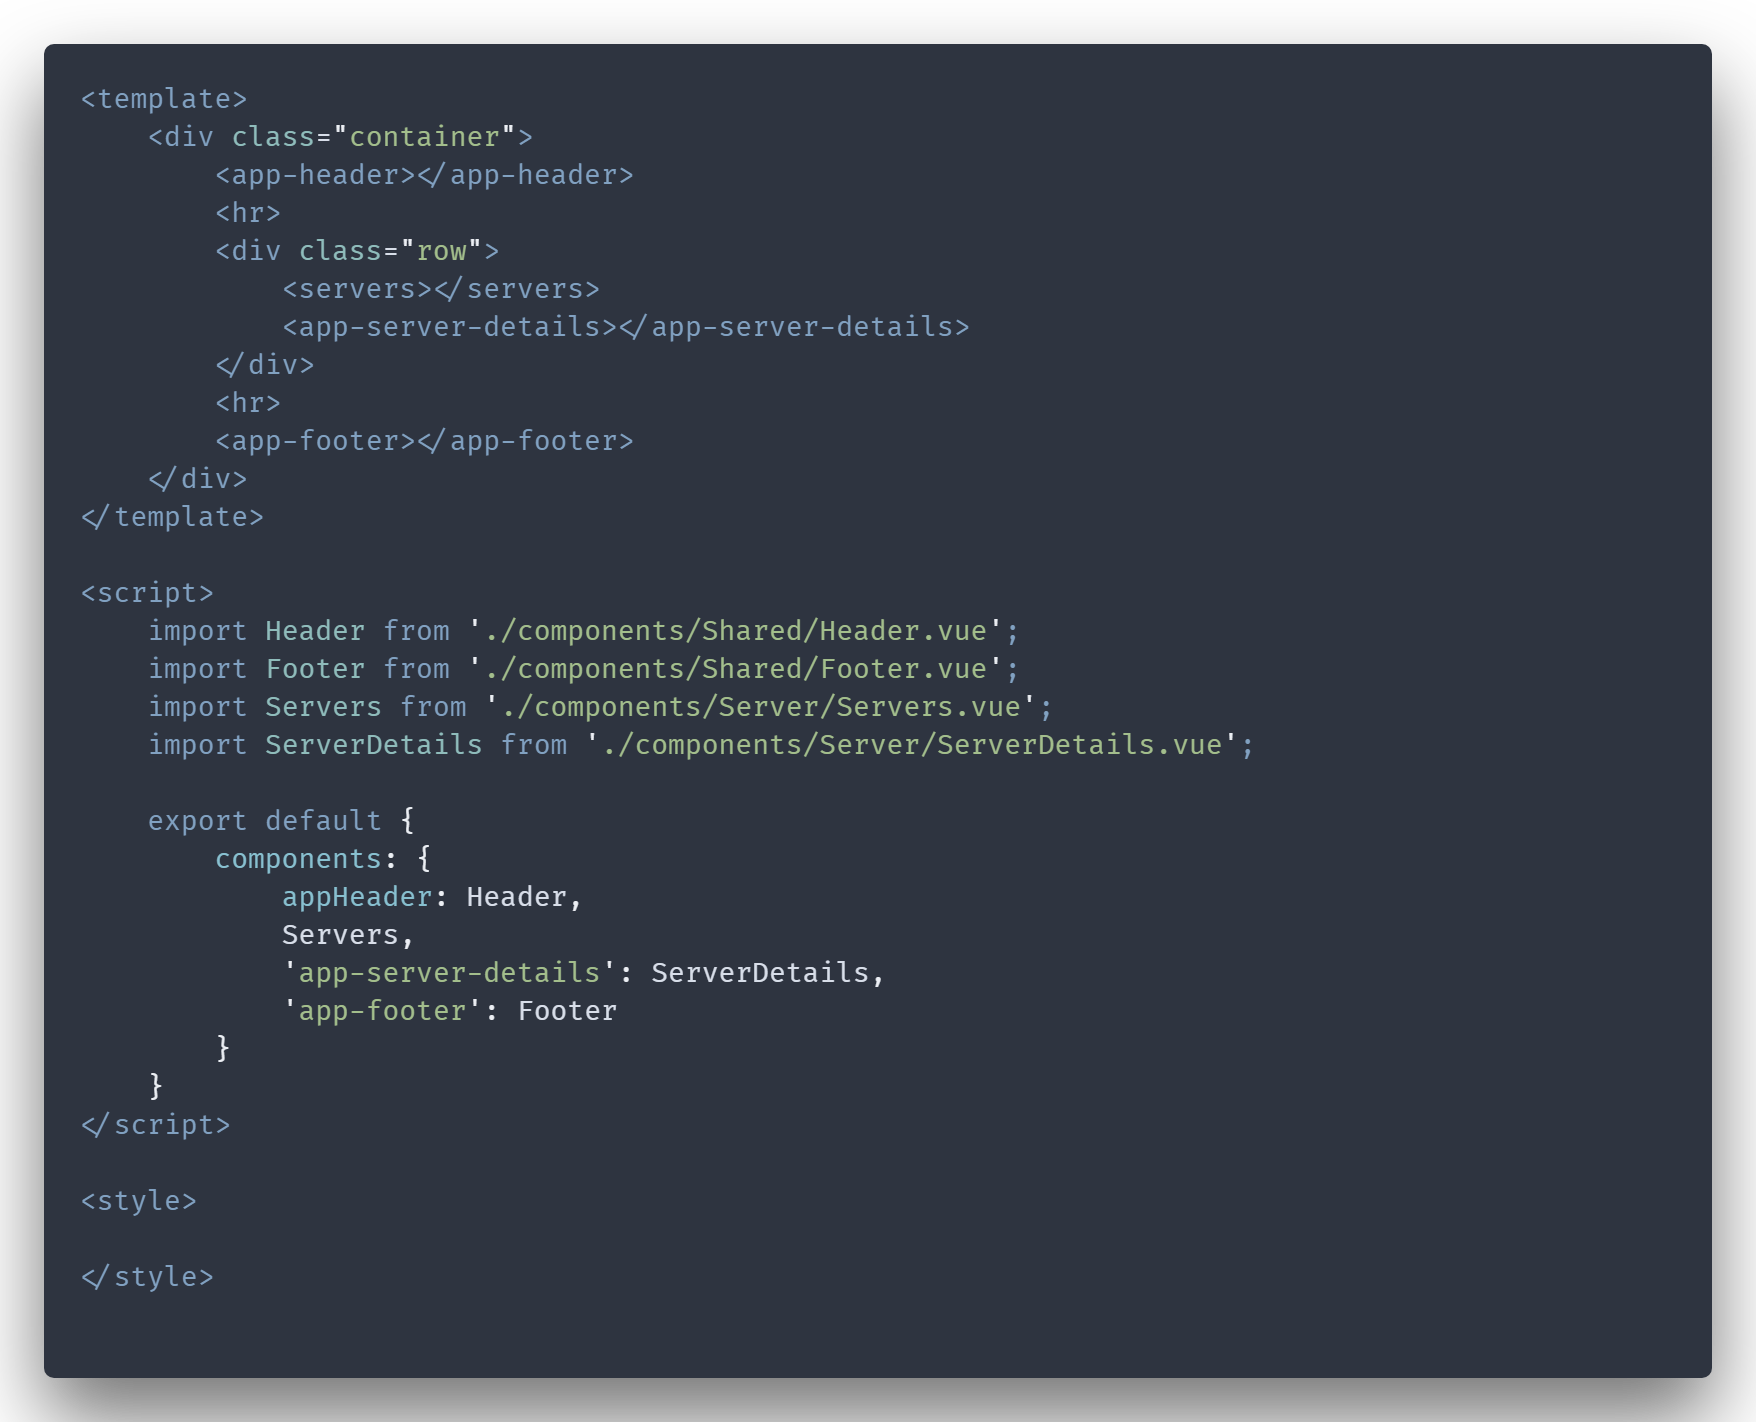 <template>
    <div class="container">
        <app-header></app-header>
        <hr>
        <div class="row">
            <servers></servers>
            <app-server-details></app-server-details>
        </div>
        <hr>
        <app-footer></app-footer>
    </div>
</template>

<script>
    import Header from './components/Shared/Header.vue';
    import Footer from './components/Shared/Footer.vue';
    import Servers from './components/Server/Servers.vue';
    import ServerDetails from './components/Server/ServerDetails.vue';

    export default {
        components: {
            appHeader: Header,
            Servers,
            'app-server-details': ServerDetails,
            'app-footer': Footer
        }
    }
</script>

<style>

</style>